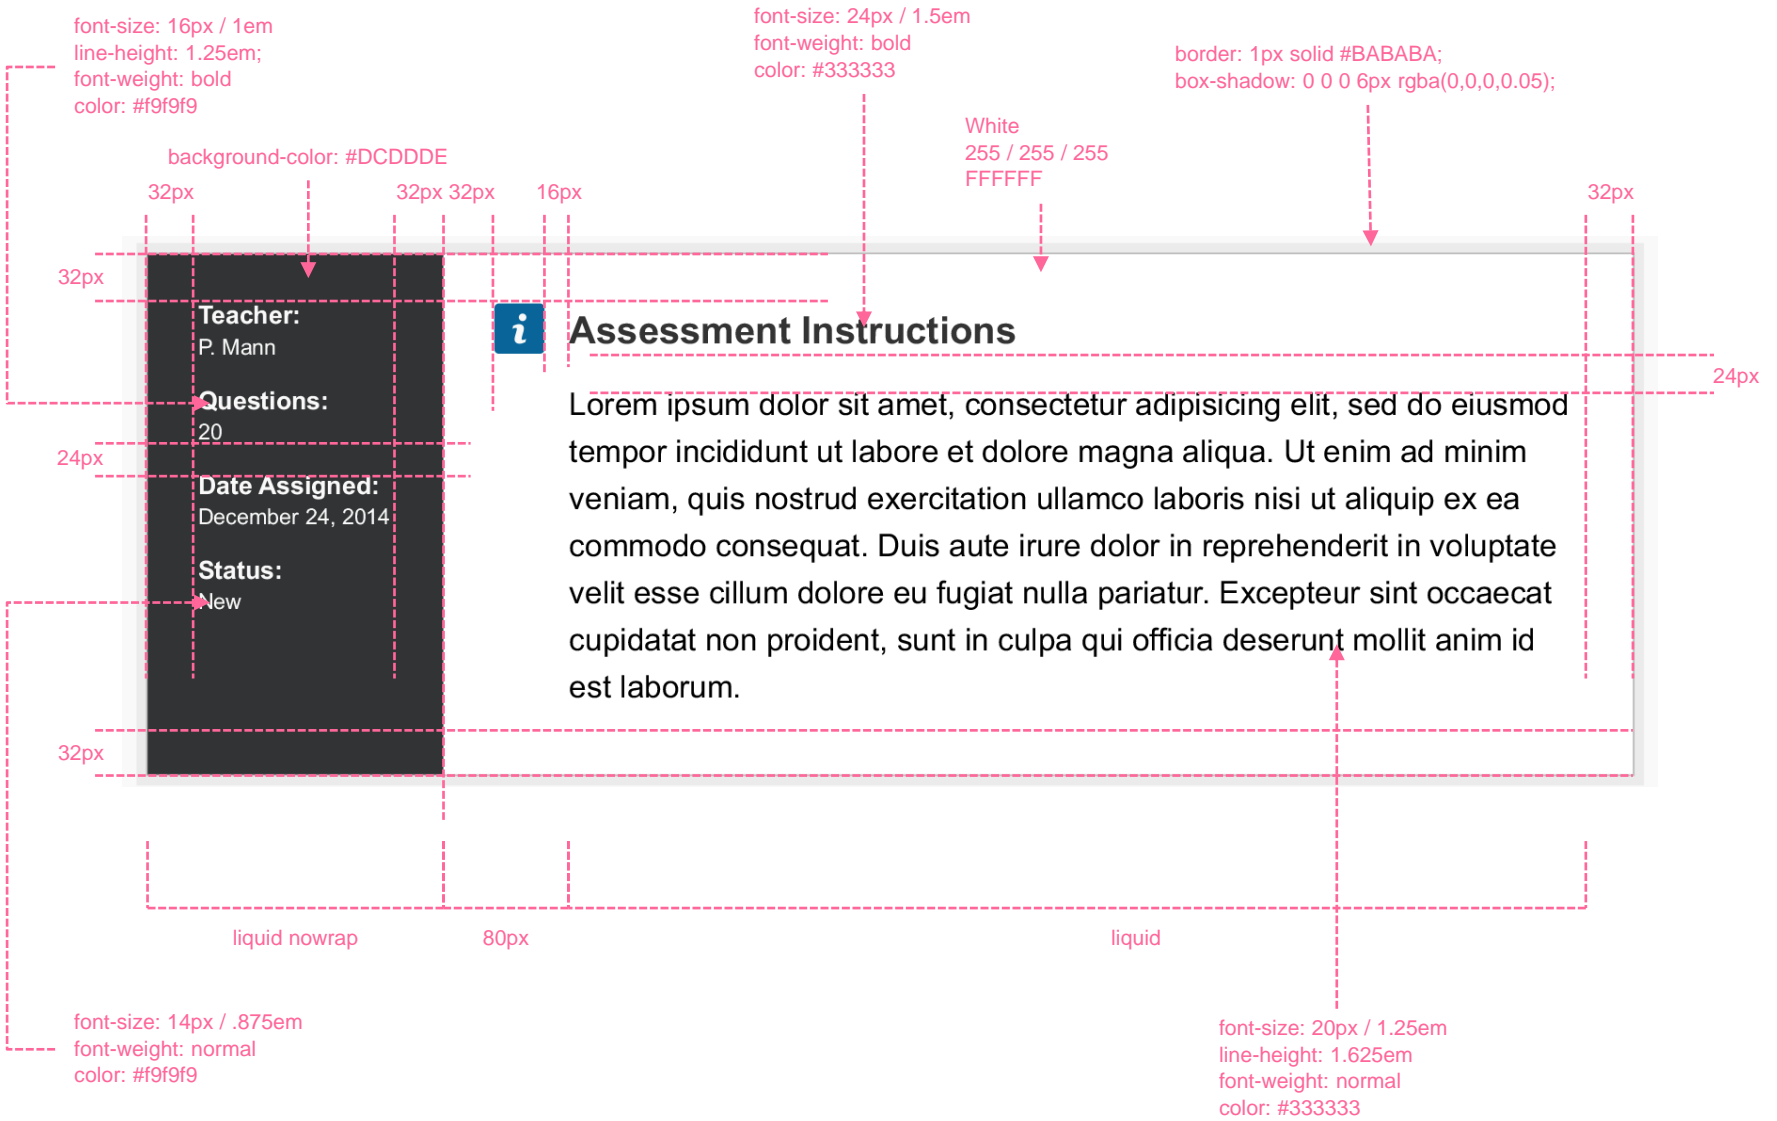 font-size: 16px / 1em
line-height: 1.25em;
font-weight: bold
color: #f9f9f9
font-size: 24px / 1.5em
font-weight: bold
color: #333333
border: 1px solid #BABABA;
box-shadow: 0 0 0 6px rgba(0,0,0,0.05);
White
255 / 255 / 255
FFFFFF
background-color: #DCDDDE
32px
32px 32px
16px
32px
32px
Teacher:
P. Mann
Questions:
20
24px
Date Assigned:
December 24, 2014
Status:
New
i
Assessment Instructions
24px
Lorem ipsum dolor sit amet, consectetur adipisicing elit, sed do eiusmod
tempor incididunt ut labore et dolore magna aliqua. Ut enim ad minim
veniam, quis nostrud exercitation ullamco laboris nisi ut aliquip ex ea
commodo consequat. Duis aute irure dolor in reprehenderit in voluptate
velit esse cillum dolore eu fugiat nulla pariatur. Excepteur sint occaecat
cupidatat non proident, sunt in culpa qui officia deserunt mollit anim id
est laborum.
32px
liquid nowrap
80px
liquid
font-size: 14px / .875em
font-weight: normal
color: #f9f9f9
font-size: 20px / 1.25em
line-height: 1.625em
font-weight: normal
color: #333333